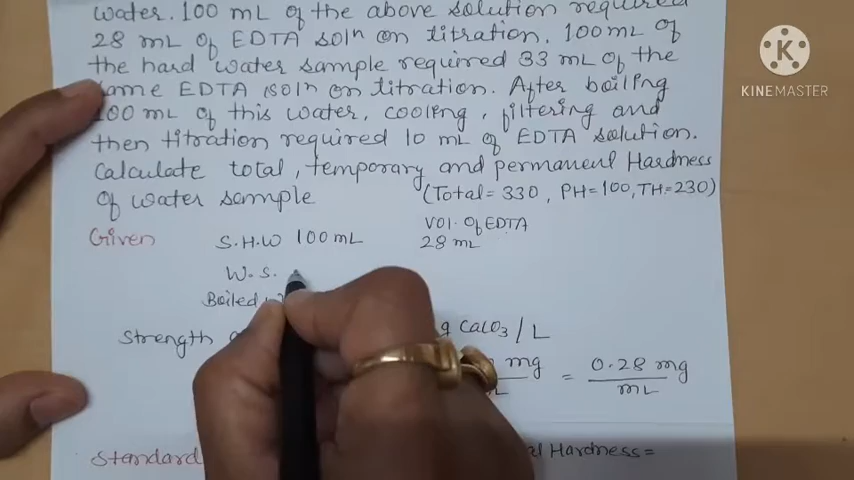 water. 100 mL of the above solution required
28 mL of EDTA solⁿ on titration. 100 mL of
the hard water sample required 33 mL of the
same EDTA solⁿ on titration. After boiling
100 mL of this water, cooling, filtering and
then titration required 10 mL of EDTA solution.
Calculate total, temporary and permanent Hardness
of water sample (Total = 330, PH=100, TH=230)
Given S.H.W 100 mL Vol. Of EDTA
28 mL
W. S.
Boiled
Strength g CaCO₃/L
mg = 0.28 mg
mL
Standard Hardness =
KINEMASTER